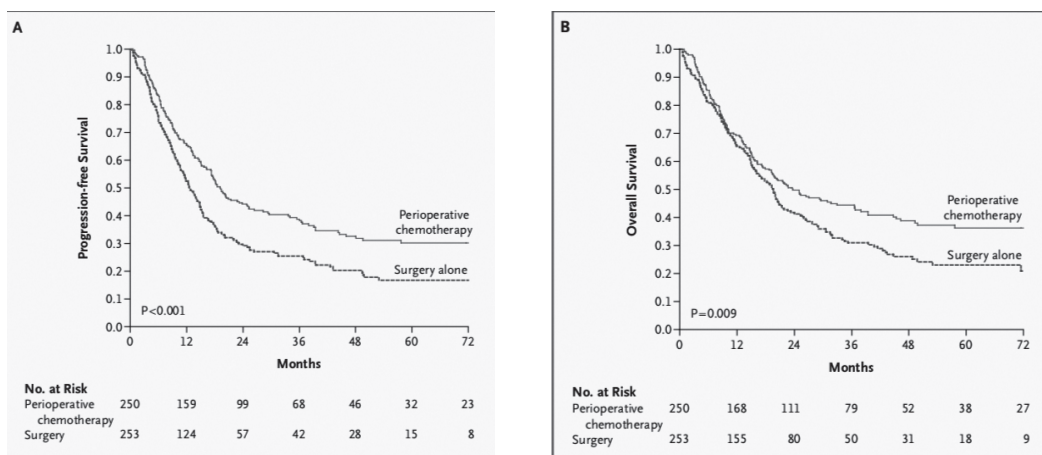 A
1.0
0.9
0.8
0.7
0.6
0.5
0.4
0.3
0.2
0.1
0.0
Progression-free Survival
Perioperative
chemotherapy
Surgery alone
P<0.001
0 12 24 36 48 60 72
Months
No. at Risk
Perioperative
chemotherapy
250 159 99 68 46 32 23
Surgery 253 124 57 42 28 15 8
B
1.0
0.9
0.8
0.7
0.6
0.5
0.4
0.3
0.2
0.1
0.0
Overall Survival
Perioperative
chemotherapy
Surgery alone
P=0.009
0 12 24 36 48 60 72
Months
No. at Risk
Perioperative
chemotherapy
250 168 111 79 52 38 27
Surgery 253 155 80 50 31 18 9